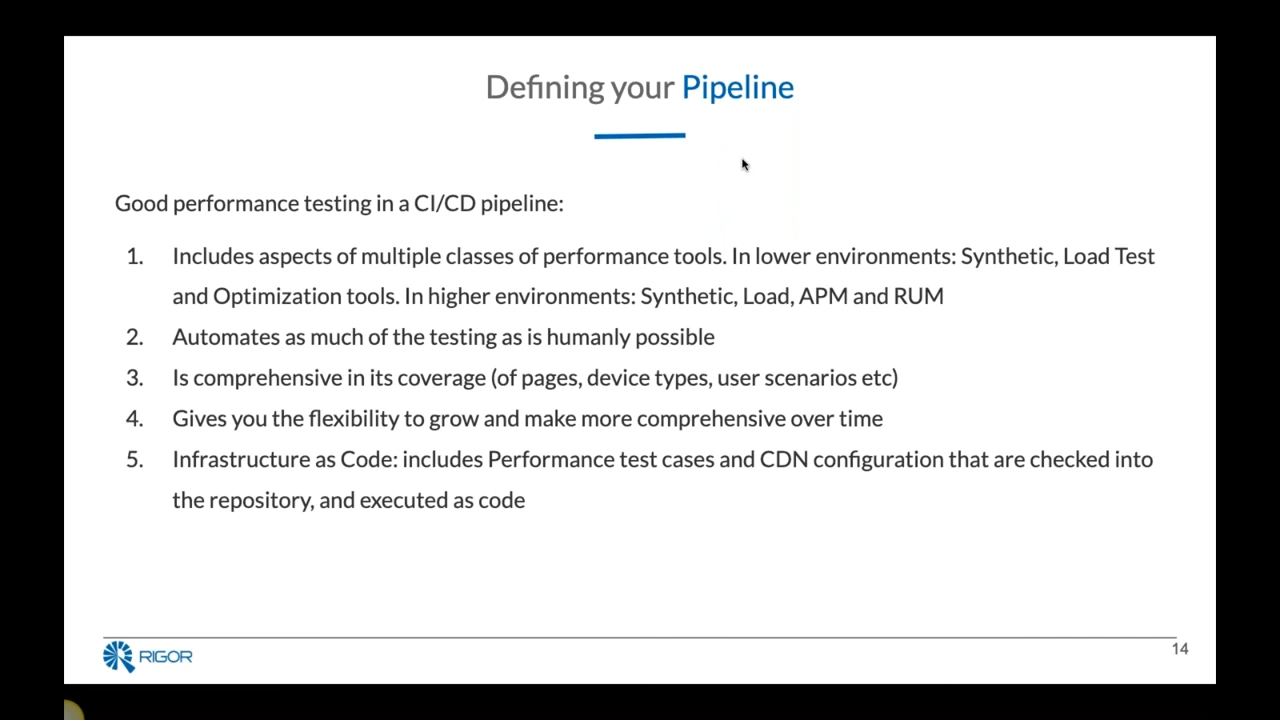 Defining your Pipeline
Good performance testing in a CI/CD pipeline:
1. Includes aspects of multiple classes of performance tools. In lower environments: Synthetic, Load Test
and Optimization tools. In higher environments: Synthetic, Load, APM and RUM
2. Automates as much of the testing as is humanly possible
3. Is comprehensive in its coverage (of pages, device types, user scenarios etc)
4. Gives you the flexibility to grow and make more comprehensive over time
5. Infrastructure as Code: includes Performance test cases and CDN configuration that are checked into
the repository, and executed as code
RIGOR
14